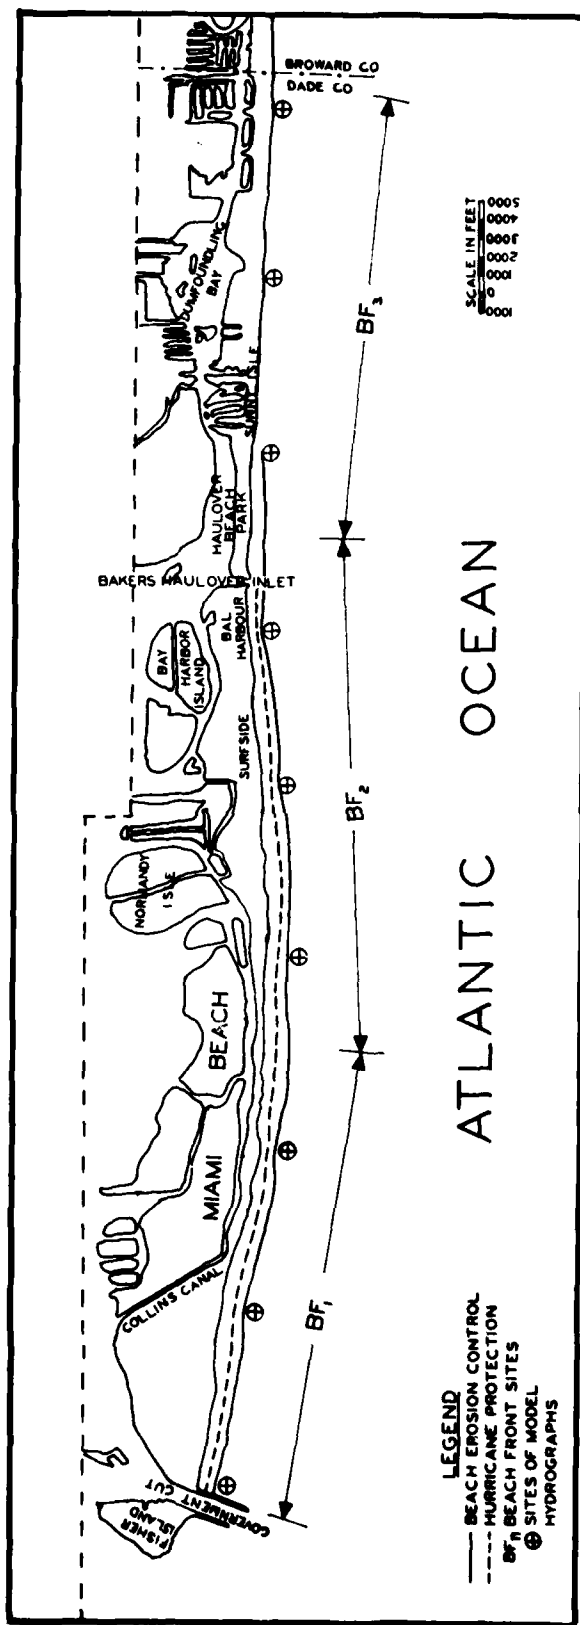 BROWARD CO
DADE CO
DUMFOUNDLING
BAY
SUNNY ISLE
HAULOVER
BEACH
PARK
BAKERS HAULOVER INLET
BAL
HARBOUR
BAY
HARBOR
ISLAND
SURFSIDE
NORMANDY
ISLE
MIAMI BEACH
COLLINS CANAL
GOVERNMENT CUT
FISHER
ISLAND
BF₁
BF₂
BF₃
ATLANTIC OCEAN
SCALE IN FEET
1000 0 1000 2000 3000 4000 5000
LEGEND
BEACH EROSION CONTROL
HURRICANE PROTECTION
BFn BEACH FRONT SITES
SITES OF MODEL
HYDROGRAPHS